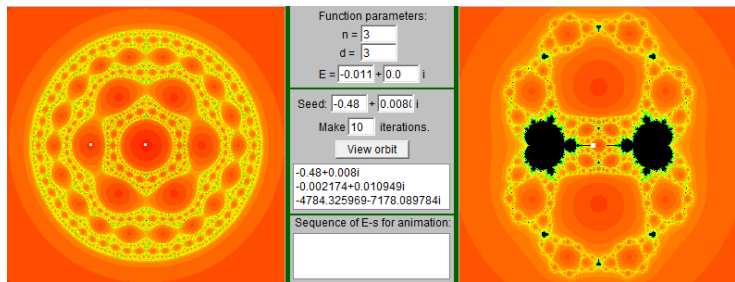 Function parameters:
n = 3
d = 3
E = -0.011 + 0.0 i
Seed: -0.48 + 0.008 i
Make 10 iterations.
View orbit
-0.48+0.008i
-0.002174+0.010949i
-4784.325969-7178.089784i
Sequence of E-s for animation: